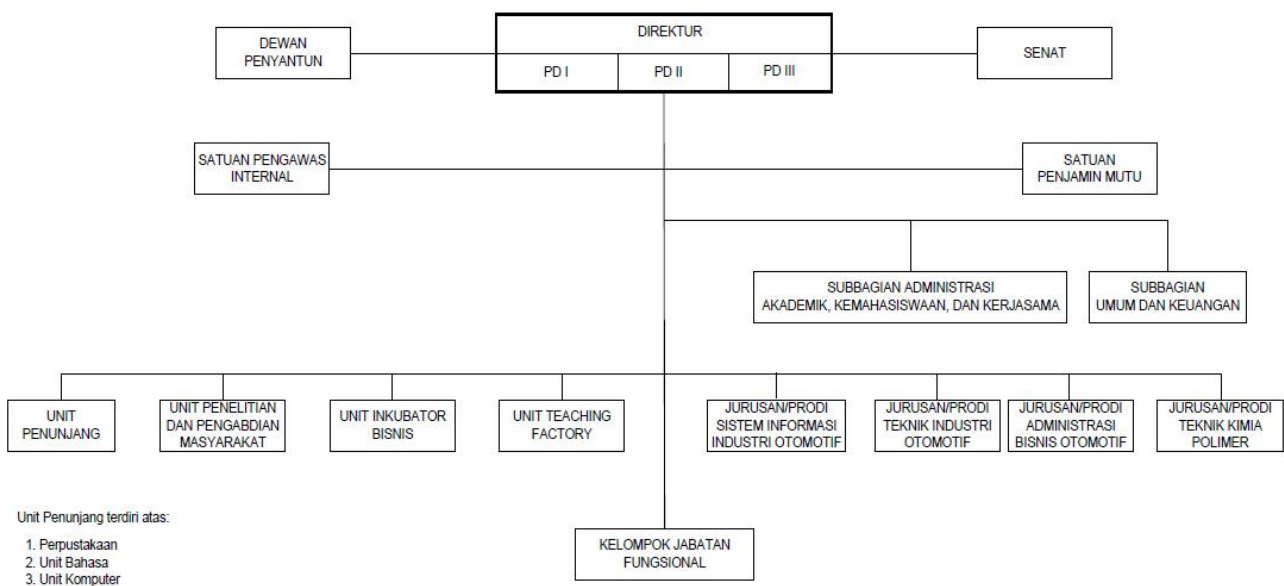 DIREKTUR
DEWAN
PENYANTUN
SENAT
PD I
PD II
PD III
SATUAN PENGAWAS
INTERNAL
SATUAN
PENJAMIN MUTU
SUBBAGIAN ADMINISTRASI
AKADEMIK, KEMAHASISWAAN, DAN KERJASAMA
SUBBAGIAN
UMUM DAN KEUANGAN
UNIT
PENUNJANG
UNIT PENELITIAN
DAN PENGABDIAN
MASYARAKAT
UNIT INKUBATOR
BISNIS
UNIT TEACHING
FACTORY
JURUSAN/PRODI
SISTEM INFORMASI
INDUSTRI OTOMOTIF
JURUSAN/PRODI
TEKNIK INDUSTRI
OTOMOTIF
JURUSAN/PRODI
ADMINISTRASI
BISNIS OTOMOTIF
JURUSAN/PRODI
TEKNIK KIMIA
POLIMER
Unit Penunjang terdiri atas:
1. Perpustakaan
2. Unit Bahasa
3. Unit Komputer
KELOMPOK JABATAN
FUNGSIONAL